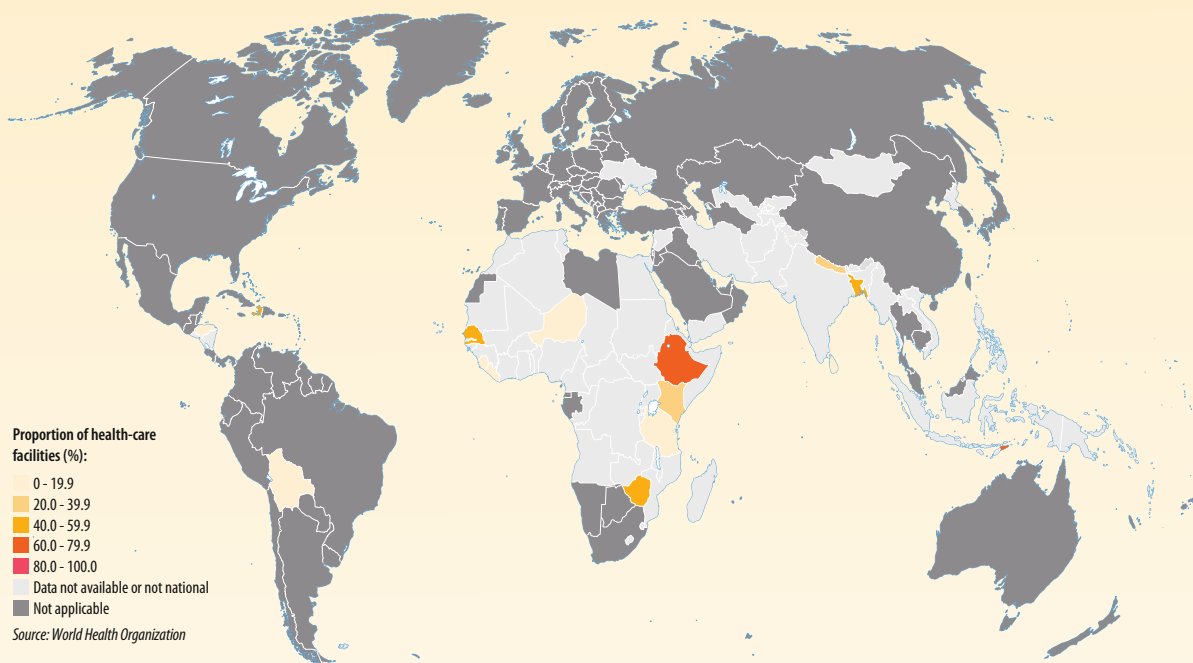 Proportion of health-care
facilities (%):
0 - 19.9
20.0 - 39.9
40.0 - 59.9
60.0 - 79.9
80.0 - 100.0
Data not available or not national
Not applicable
Source: World Health Organization